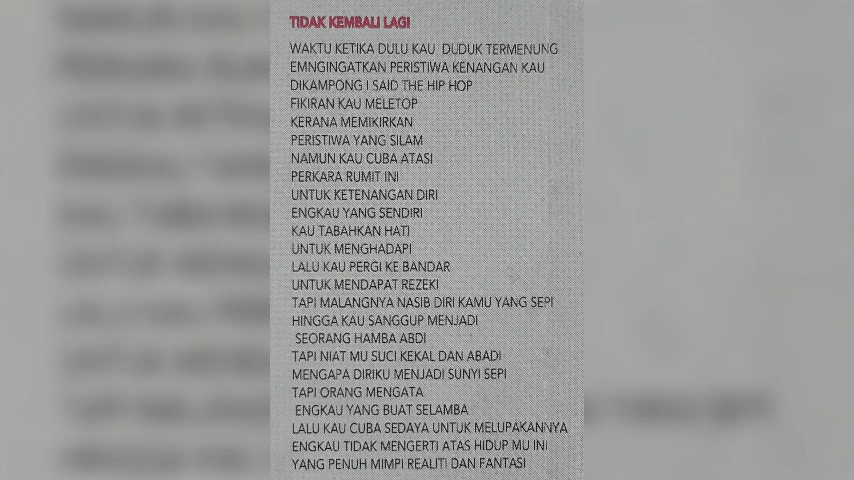 TIDAK KEMBALI LAGI
WAKTU KETIKA DULU KAU DUDUK TERMENUNG
EMNGINGATKAN PERISTIWA KENANGAN KAU
DIKAMPONG I SAID THE HIP HOP
FIKIRAN KAU MELETOP
KERANA MEMIKIRKAN
PERISTIWA YANG SILAM
NAMUN KAU CUBA ATASI
PERKARA RUMIT INI
UNTUK KETENANGAN DIRI
ENGKAU YANG SENDIRI
KAU TABAHKAN HATI
UNTUK MENGHADAPI
LALU KAU PERGI KE BANDAR
UNTUK MENDAPAT REZEKI
TAPI MALANGNYA NASIB DIRI KAMU YANG SEPI
HINGGA KAU SANGGUP MENJADI
SEORANG HAMBA ABDI
TAPI NIAT MU SUCI KEKAL DAN ABADI
MENGAPA DIRIKU MENJADI SUNYI SEPI
TAPI ORANG MENGATA
ENGKAU YANG BUAT SELAMBA
LALU KAU CUBA SEDAYA UNTUK MELUPAKANNYA
ENGKAU TIDAK MENGERTI ATAS HIDUP MU INI
YANG PENUH MIMPI REALITI DAN FANTASI